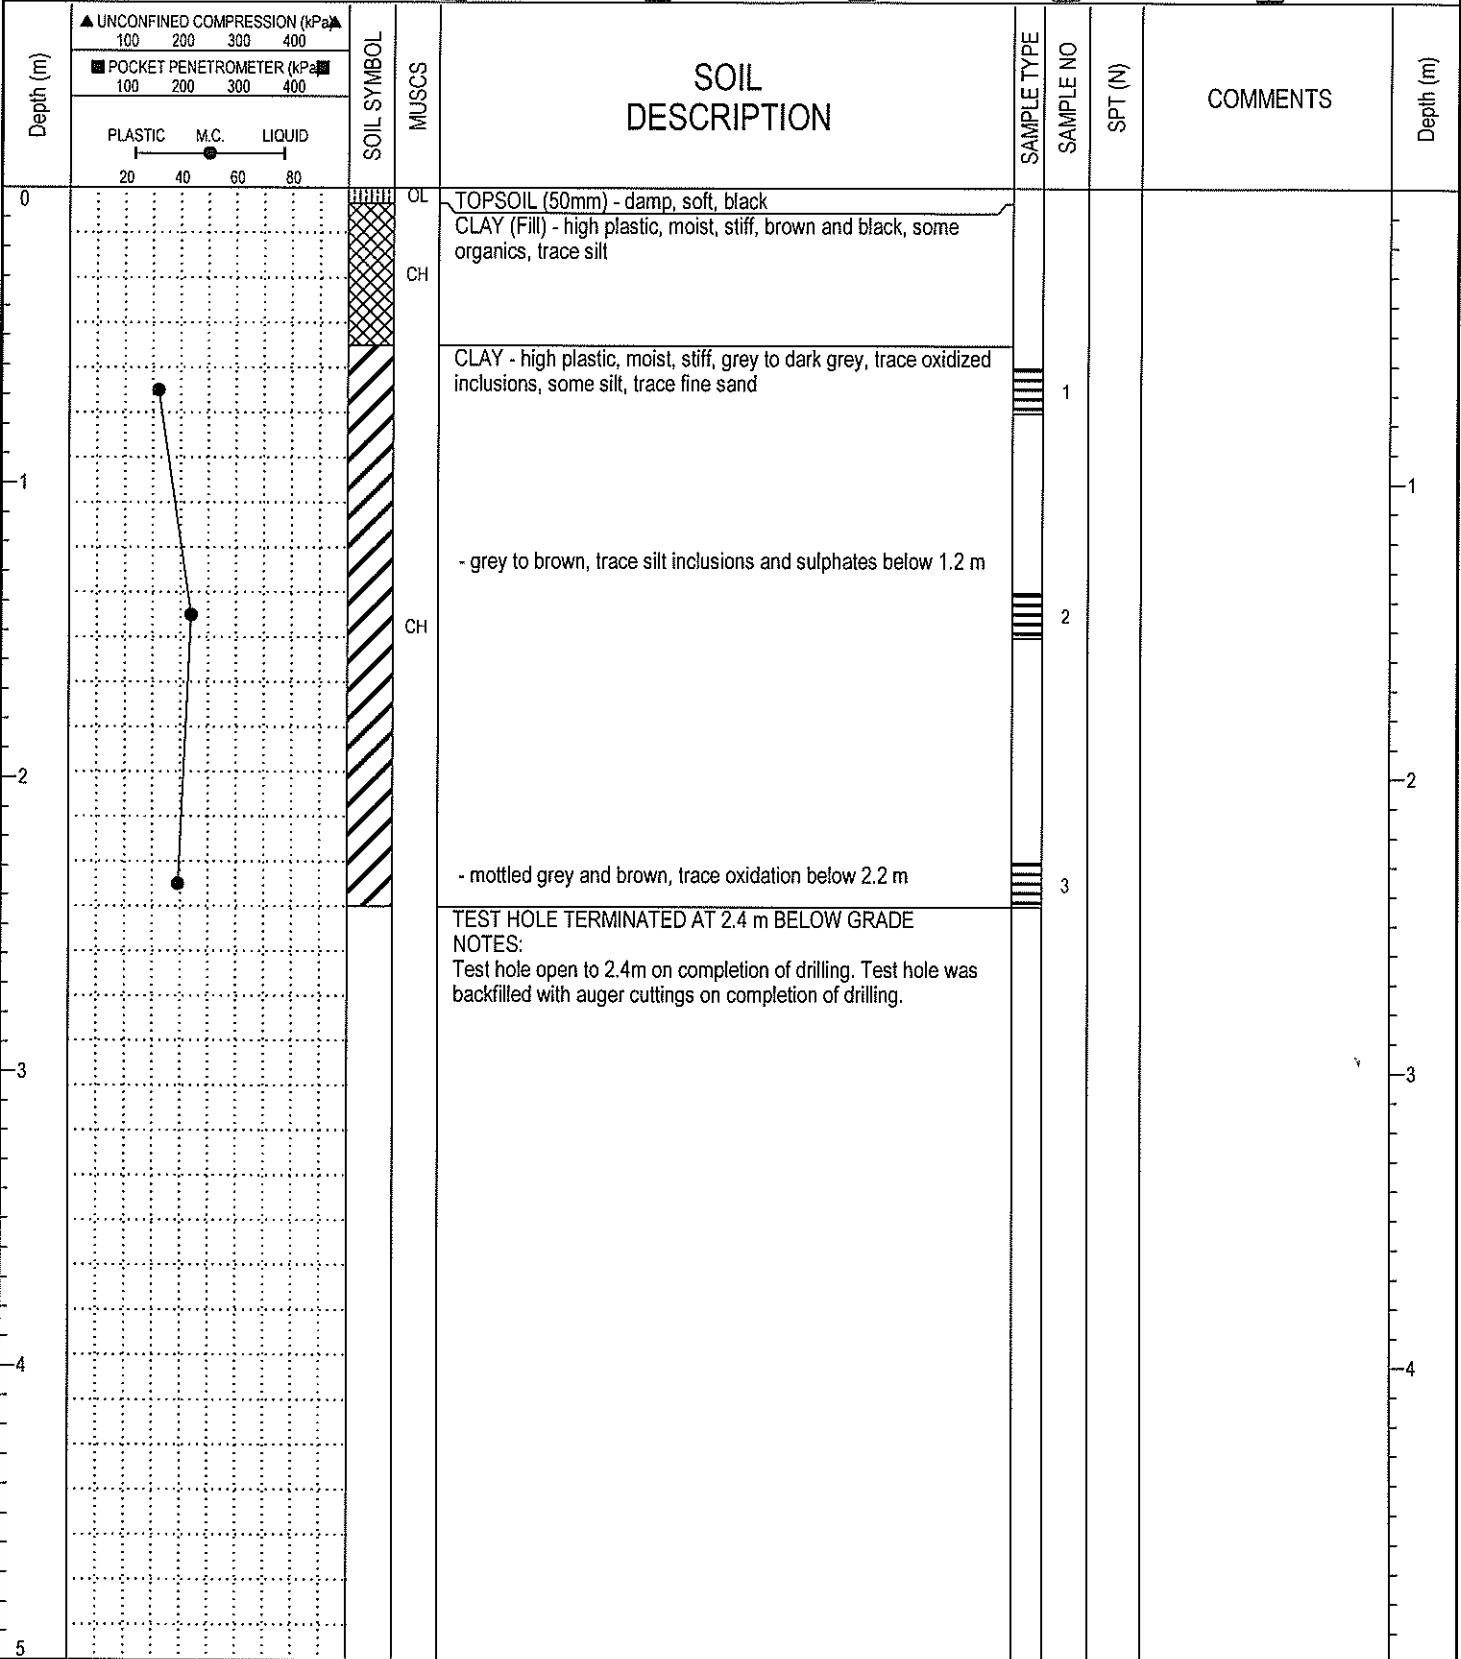 Depth (m)
▲ UNCONFINED COMPRESSION (kPa) ▲
100 200 300 400
■ POCKET PENETROMETER (kPa) ■
100 200 300 400
PLASTIC M.C. LIQUID
20 40 60 80
SOIL SYMBOL
MUSCS
SOIL
DESCRIPTION
SAMPLE TYPE
SAMPLE NO
SPT (N)
COMMENTS
Depth (m)
0
OL
TOPSOIL (50mm) - damp, soft, black
CLAY (Fill) - high plastic, moist, stiff, brown and black, some
organics, trace silt
CH
CLAY - high plastic, moist, stiff, grey to dark grey, trace oxidized
inclusions, some silt, trace fine sand
1
1
1
- grey to brown, trace silt inclusions and sulphates below 1.2 m
2
CH
2
2
- mottled grey and brown, trace oxidation below 2.2 m
3
TEST HOLE TERMINATED AT 2.4 m BELOW GRADE
NOTES:
Test hole open to 2.4m on completion of drilling. Test hole was
backfilled with auger cuttings on completion of drilling.
3
3
4
4
5